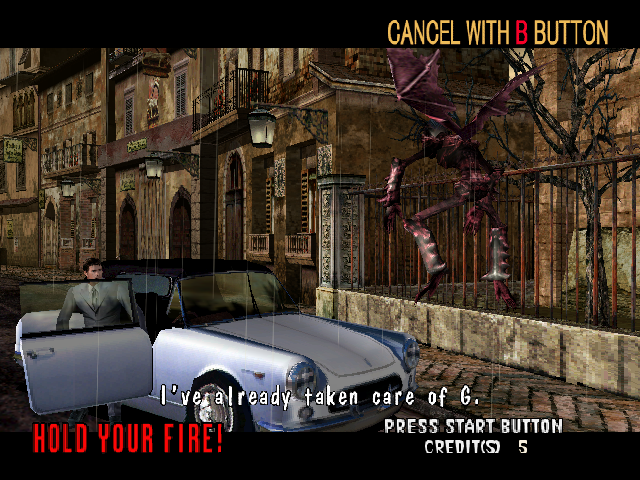 CANCEL WITH B BUTTON
I've already taken care of G.
HOLD YOUR FIRE!
PRESS START BUTTON
CREDIT(S) 5